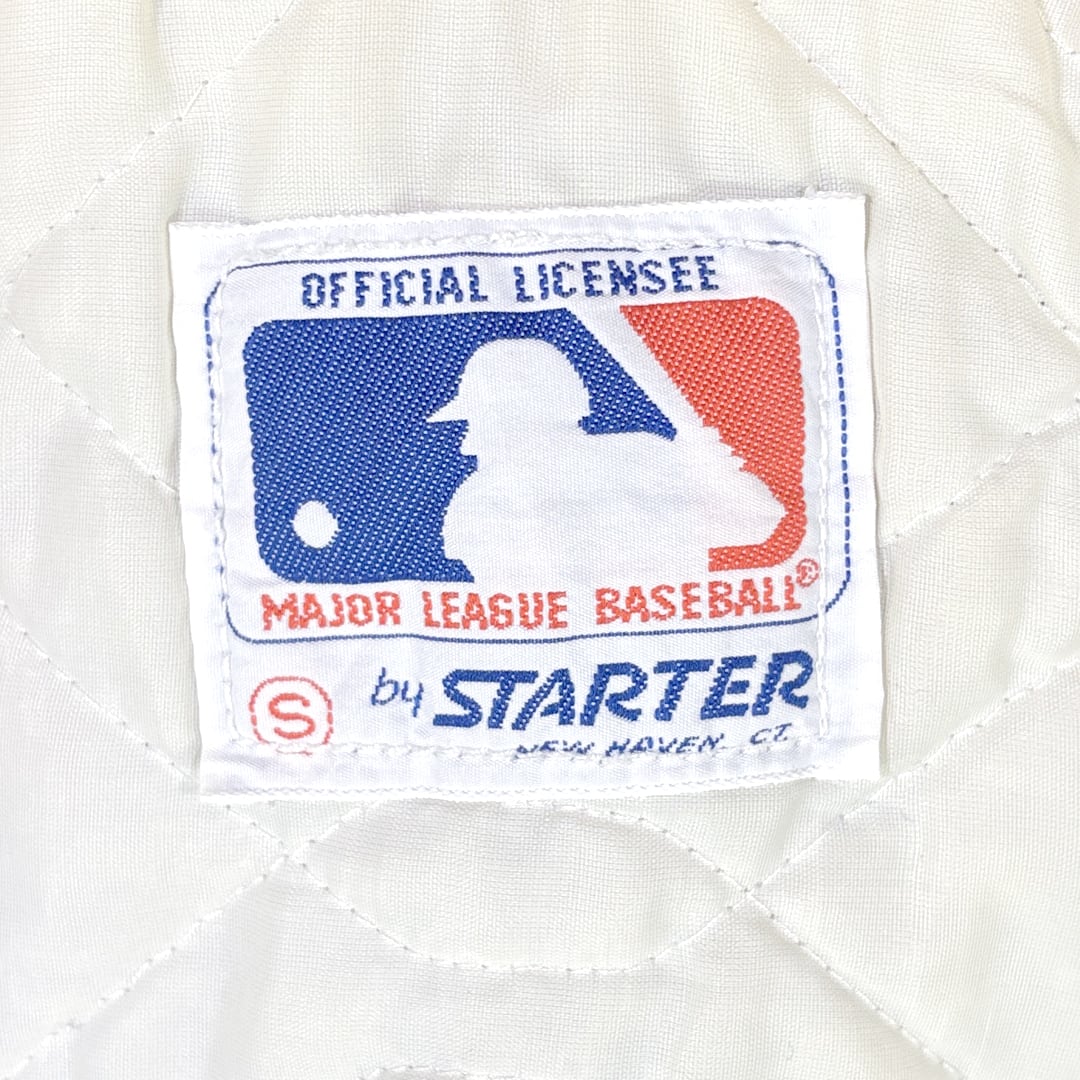 OFFICIAL LICENSEE
MAJOR LEAGUE BASEBALL®
S by STARTER
NEW HAVEN, CT.